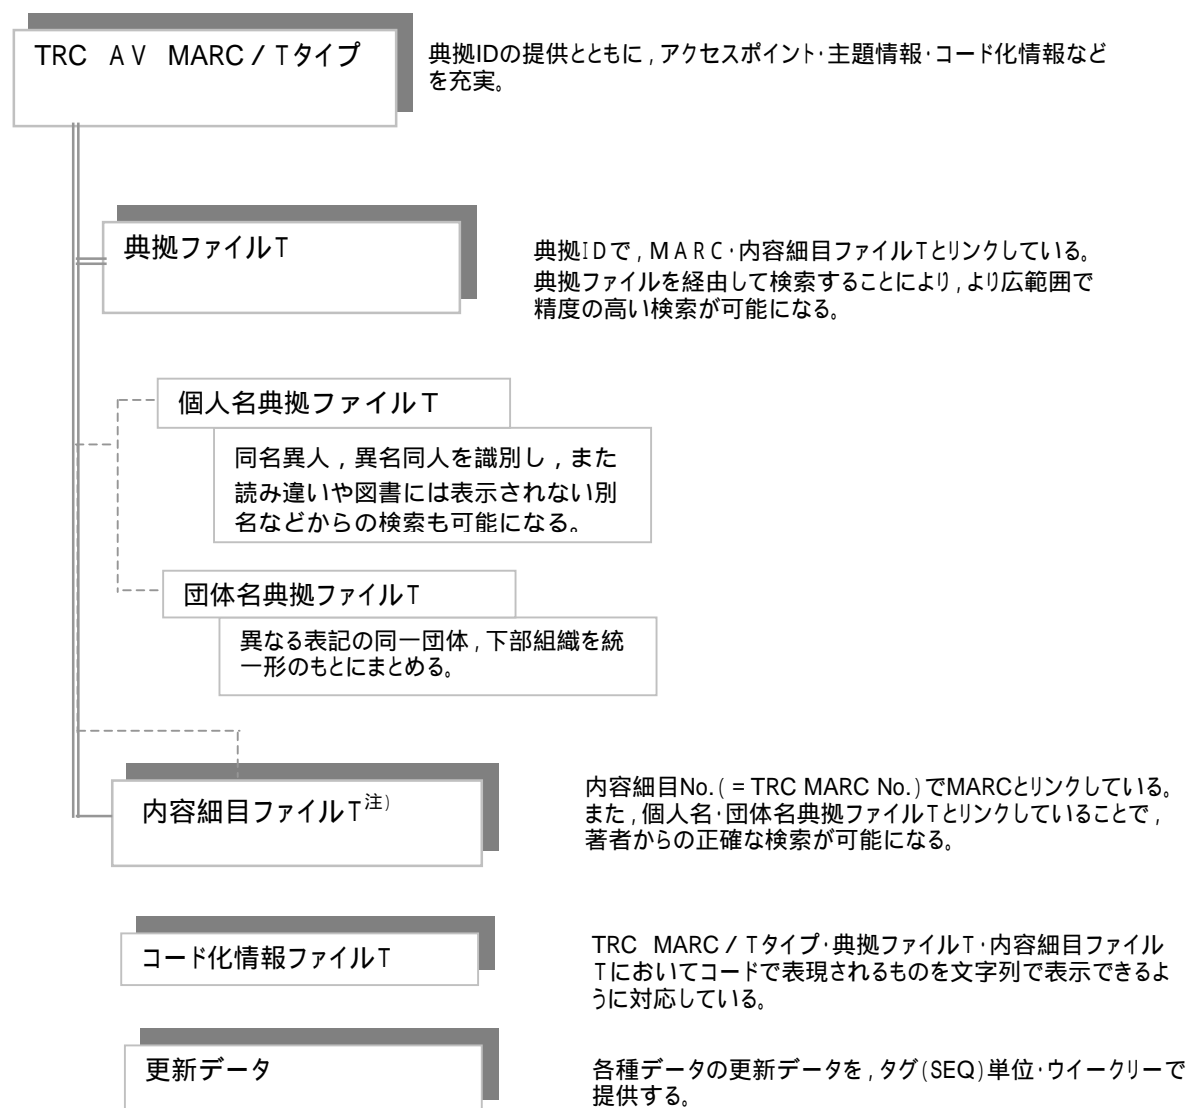 TRC AV MARC/Tタイプ
典拠IDの提供とともに,アクセスポイント・主題情報・コード化情報など
を充実。
典拠ファイルT
典拠IDで,MARC・内容細目ファイルTとリンクしている。
典拠ファイルを経由して検索することにより,より広範囲で
精度の高い検索が可能になる。
個人名典拠ファイルT
同名異人,異名同人を識別し,また
読み違いや図書には表示されない別
名などからの検索も可能になる。
団体名典拠ファイルT
異なる表記の同一団体,下部組織を統
一形のもとにまとめる。
内容細目ファイルT注)
内容細目No.(=TRC MARC No.)でMARCとリンクしている。
また,個人名・団体名典拠ファイルTとリンクしていることで,
著者からの正確な検索が可能になる。
コード化情報ファイルT
TRC MARC/Tタイプ・典拠ファイルT・内容細目ファイル
Tにおいてコードで表現されるものを文字列で表示できるよ
うに対応している。
更新データ
各種データの更新データを,タグ(SEQ)単位・ウイークリーで
提供する。